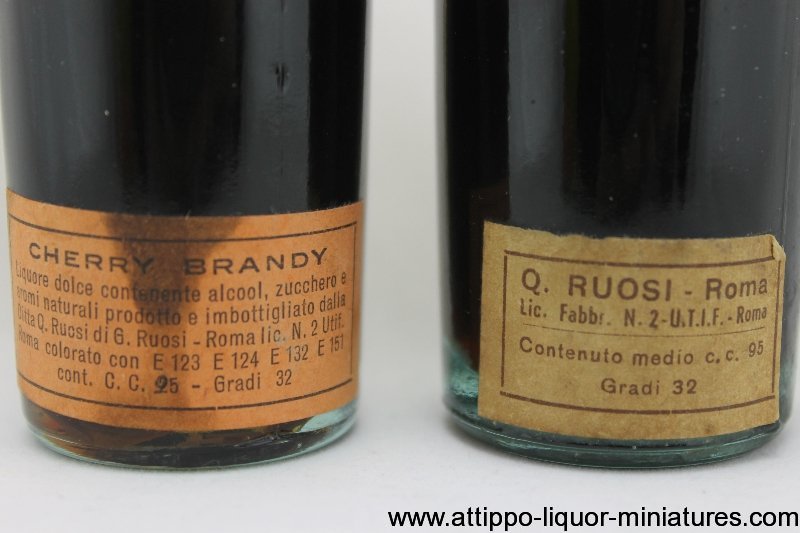 CHERRY BRANDY
Liquore dolce contenente alcool, zucchero e
aromi naturali prodotto e imbottigliato dalla
Ditta Q. Ruosi di G. Ruosi - Roma lic. N. 2 Utif.
Roma colorato con E 123 E 124 E 132 E 151
cont. C. C. 95 - Gradi 32
Q. RUOSI - Roma
Lic. Fabbr. N. 2-U.T.I.F. - Roma
Contenuto medio c. c. 95
Gradi 32
www.attippo-liquor-miniatures.com